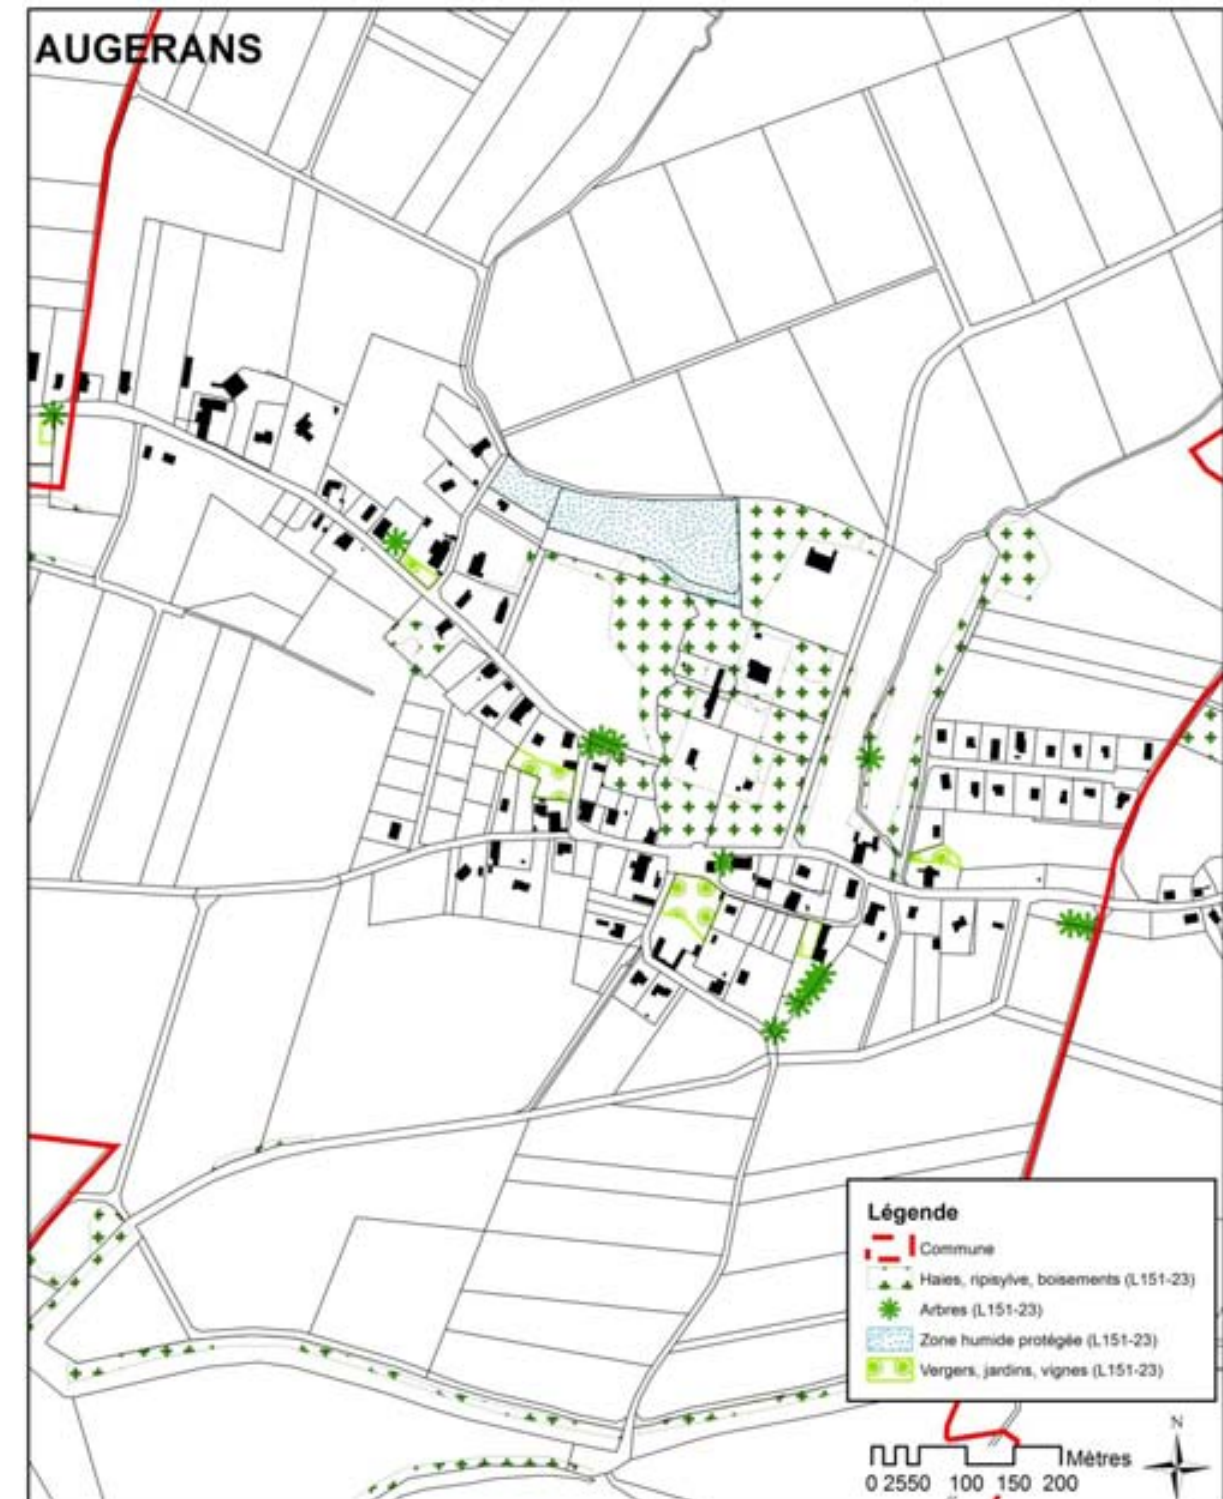 AUGERANS
Légende
Commune
Haies, ripisylve, boisements (L151-23)
Arbres (L151-23)
Zone humide protégée (L151-23)
Vergers, jardins, vignes (L151-23)
N
Mètres
0 2550 100 150 200